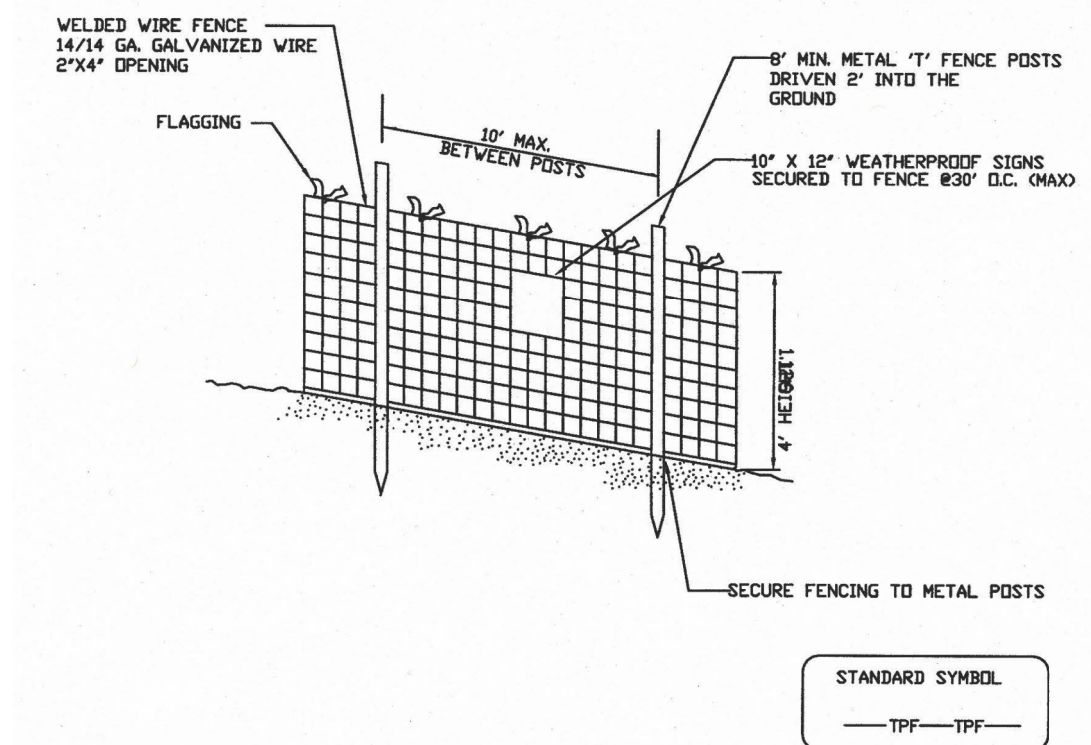 WELDED WIRE FENCE
14/14 GA. GALVANIZED WIRE
2"X4" OPENING
FLAGGING
10' MAX.
BETWEEN POSTS
8' MIN. METAL 'T' FENCE POSTS
DRIVEN 2' INTO THE
GROUND
10" X 12" WEATHERPROOF SIGNS
SECURED TO FENCE @30' O.C. (MAX)
4' HEIGHT
SECURE FENCING TO METAL POSTS
STANDARD SYMBOL
TPF TPF